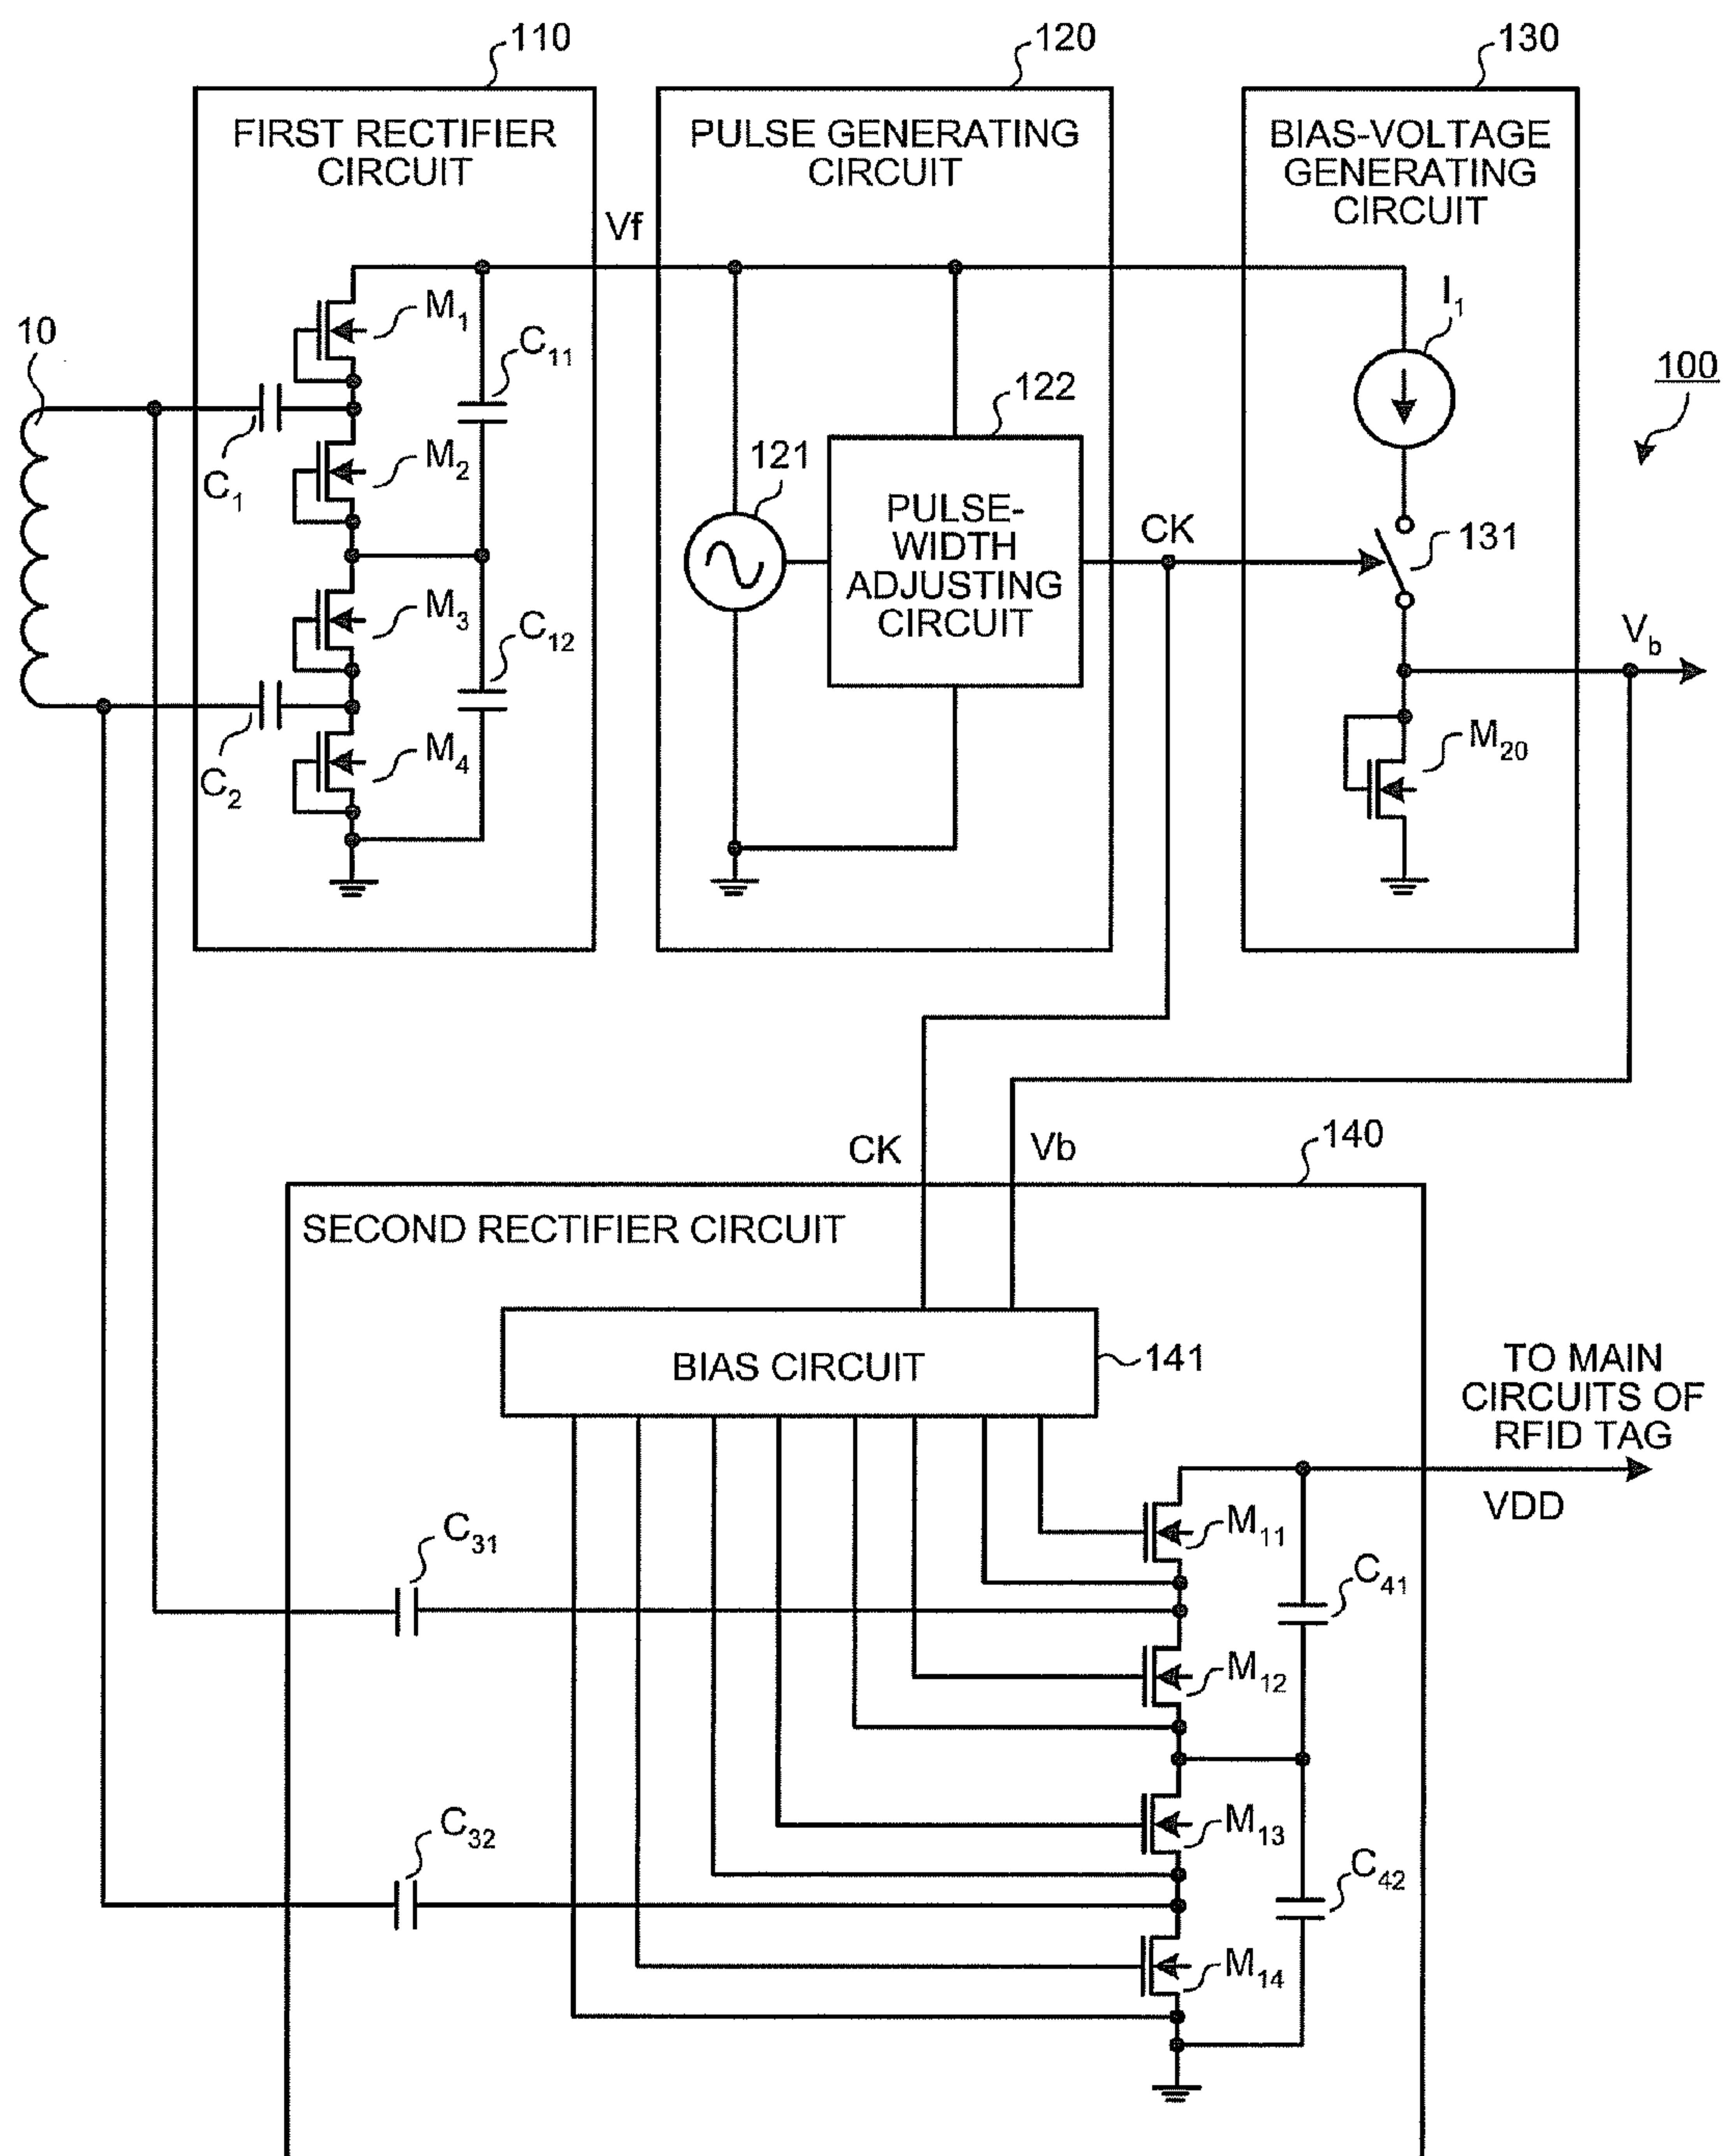 110
120
130
FIRST RECTIFIER
CIRCUIT
PULSE GENERATING
CIRCUIT
BIAS-VOLTAGE
GENERATING
CIRCUIT
Vf
10
M1
C11
I1
100
122
C1
M2
121
PULSE-
WIDTH
ADJUSTING
CIRCUIT
CK
131
M3
C12
Vb
C2
M4
M20
CK
Vb
140
SECOND RECTIFIER CIRCUIT
BIAS CIRCUIT
141
TO MAIN
CIRCUITS OF
RFID TAG
VDD
C31
M11
C41
M12
C32
M13
C42
M14